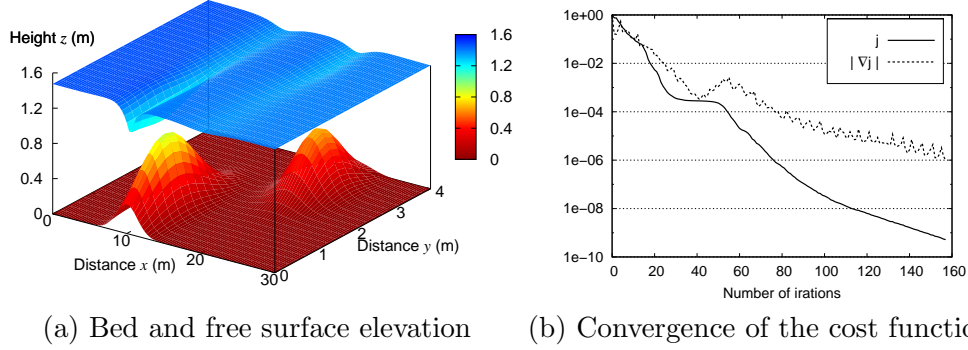 Height z (m)
1.6
1.2
0.8
0.4
0
0
10
20
30
Distance x (m)
0
1
2
3
4
Distance y (m)
1.6
1.2
0.8
0.4
0
(a) Bed and free surface elevation
1e+00
1e-02
1e-04
1e-06
1e-08
1e-10
0 20 40 60 80 100 120 140 160
Number of irations
j
| ∇j |
(b) Convergence of the cost functio